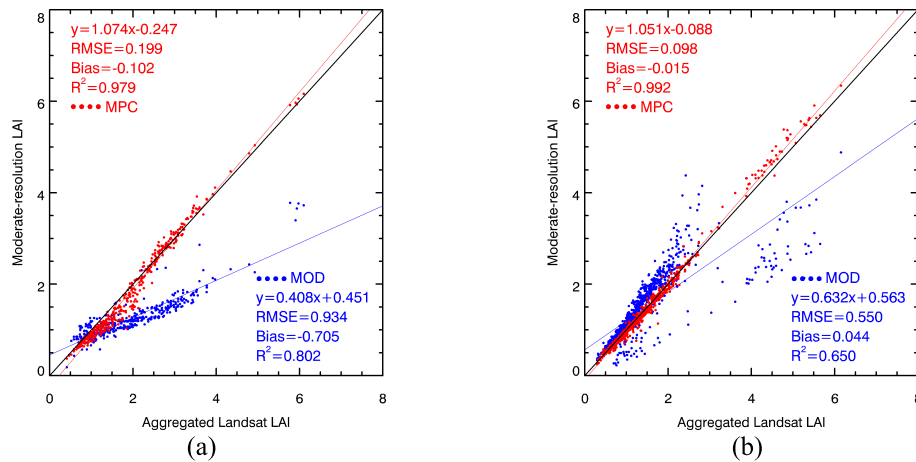 y=1.074x-0.247
RMSE=0.199
Bias=-0.102
R²=0.979
MPC
MOD
y=0.408x+0.451
RMSE=0.934
Bias=-0.705
R²=0.802
Moderate-resolution LAI
8
6
4
2
0
0 2 4 6 8
Aggregated Landsat LAI
(a)
y=1.051x-0.088
RMSE=0.098
Bias=-0.015
R²=0.992
MPC
MOD
y=0.632x+0.563
RMSE=0.550
Bias=0.044
R²=0.650
Moderate-resolution LAI
8
6
4
2
0
0 2 4 6 8
Aggregated Landsat LAI
(b)